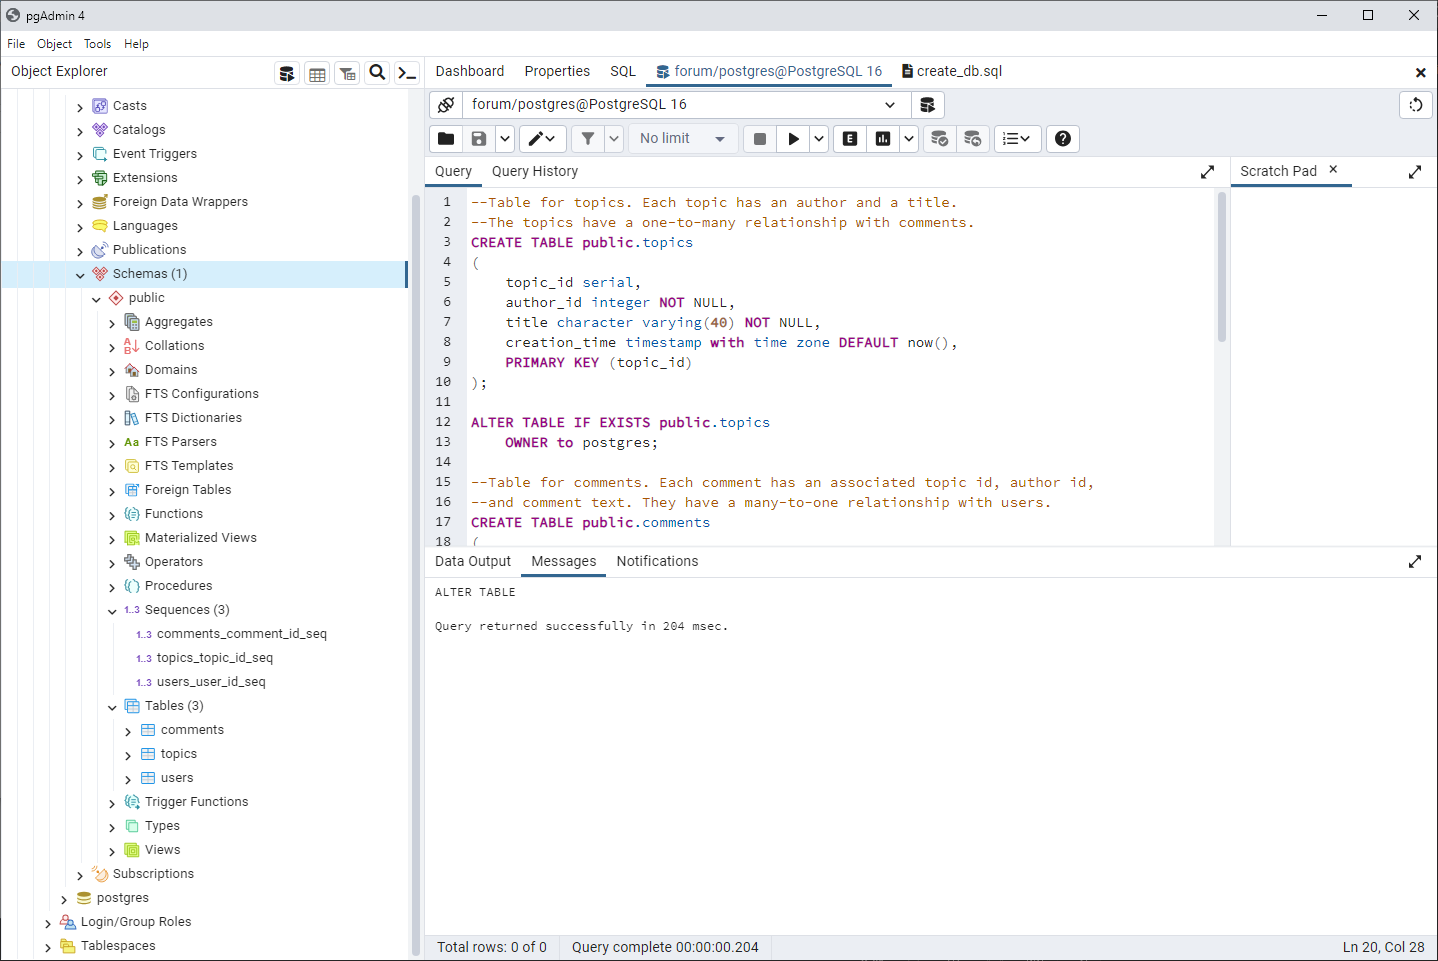 pgAdmin 4
File Object Tools Help
Object Explorer
Dashboard Properties SQL forum/postgres@PostgreSQL 16 create_db.sql
forum/postgres@PostgreSQL 16
No limit
E
Query Query History
Scratch Pad
Casts
Catalogs
Event Triggers
Extensions
Foreign Data Wrappers
Languages
Publications
Schemas (1)
public
Aggregates
Collations
Domains
FTS Configurations
FTS Dictionaries
Aa FTS Parsers
FTS Templates
Foreign Tables
Functions
Materialized Views
Operators
Procedures
1..3 Sequences (3)
1..3 comments_comment_id_seq
1..3 topics_topic_id_seq
1..3 users_user_id_seq
Tables (3)
comments
topics
users
Trigger Functions
Types
Views
Subscriptions
postgres
Login/Group Roles
Tablespaces
1 --Table for topics. Each topic has an author and a title.
2 --The topics have a one-to-many relationship with comments.
3 CREATE TABLE public.topics
4 (
5 topic_id serial,
6 author_id integer NOT NULL,
7 title character varying(40) NOT NULL,
8 creation_time timestamp with time zone DEFAULT now(),
9 PRIMARY KEY (topic_id)
10 );
11
12 ALTER TABLE IF EXISTS public.topics
13 OWNER to postgres;
14
15 --Table for comments. Each comment has an associated topic id, author id,
16 --and comment text. They have a many-to-one relationship with users.
17 CREATE TABLE public.comments
18 (
Data Output Messages Notifications
ALTER TABLE
Query returned successfully in 204 msec.
Total rows: 0 of 0 Query complete 00:00:00.204 Ln 20, Col 28